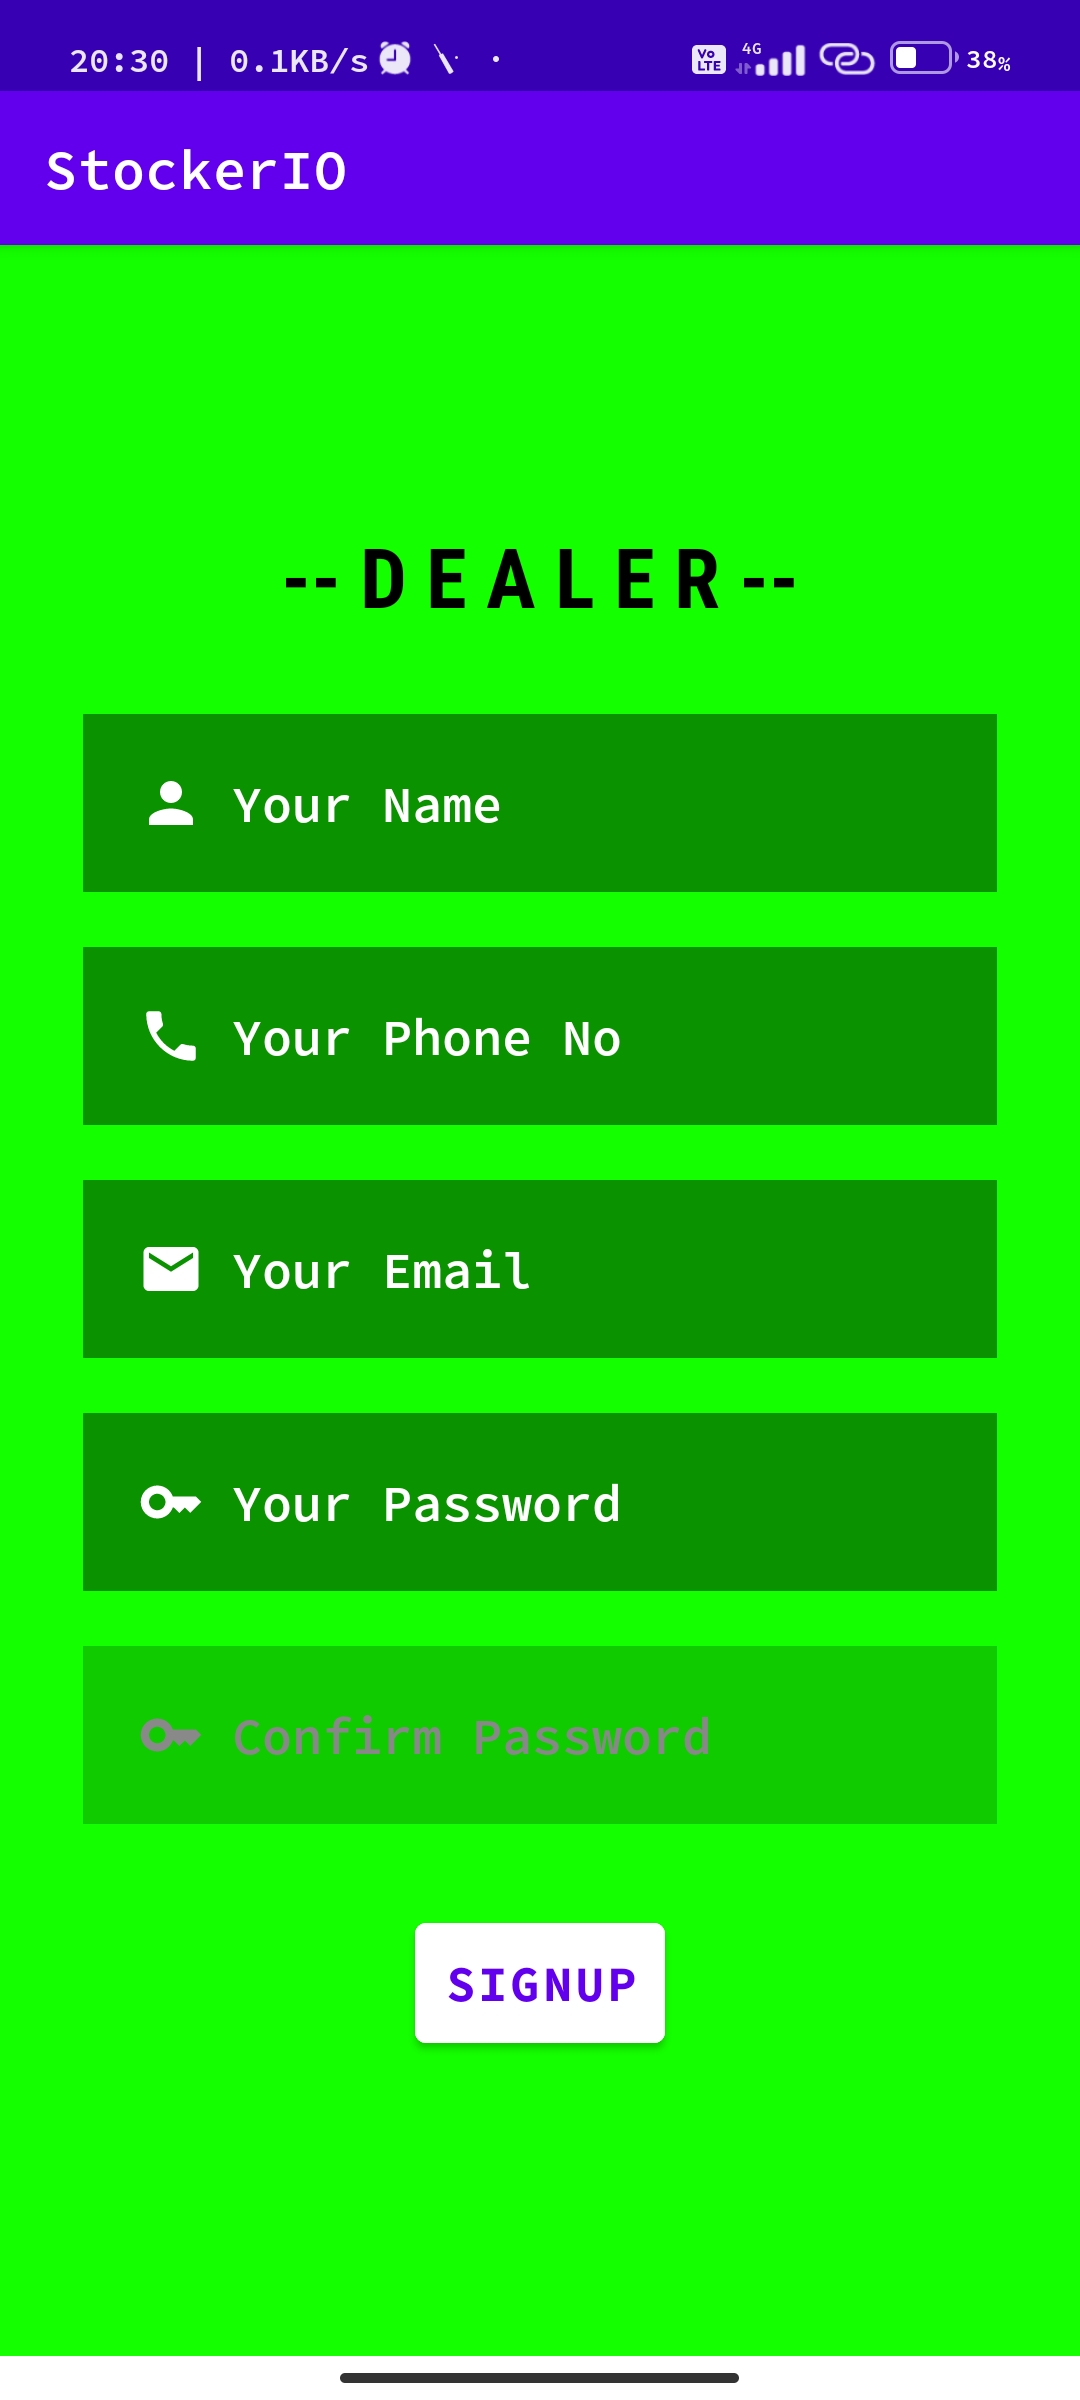 20:30 | 0.1KB/s Vo LTE 4G 38%
StockerIO
--DEALER--
Your Name
Your Phone No
Your Email
Your Password
Confirm Password
SIGNUP